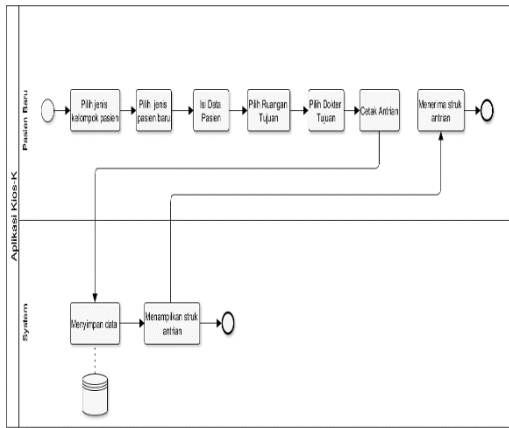 Aplikasi Kios-K
Pasian Baru
Pilih jenis
kelompok pasien
Pilih jenis
pasien baru
Isi Data
Pasien
Pilih Ruangan
Tujuan
Pilih Dokter
Tujuan
Cetak Antrian
Menerima struk
antrian
System
Menyimpan data
Menampilkan struk
antrian